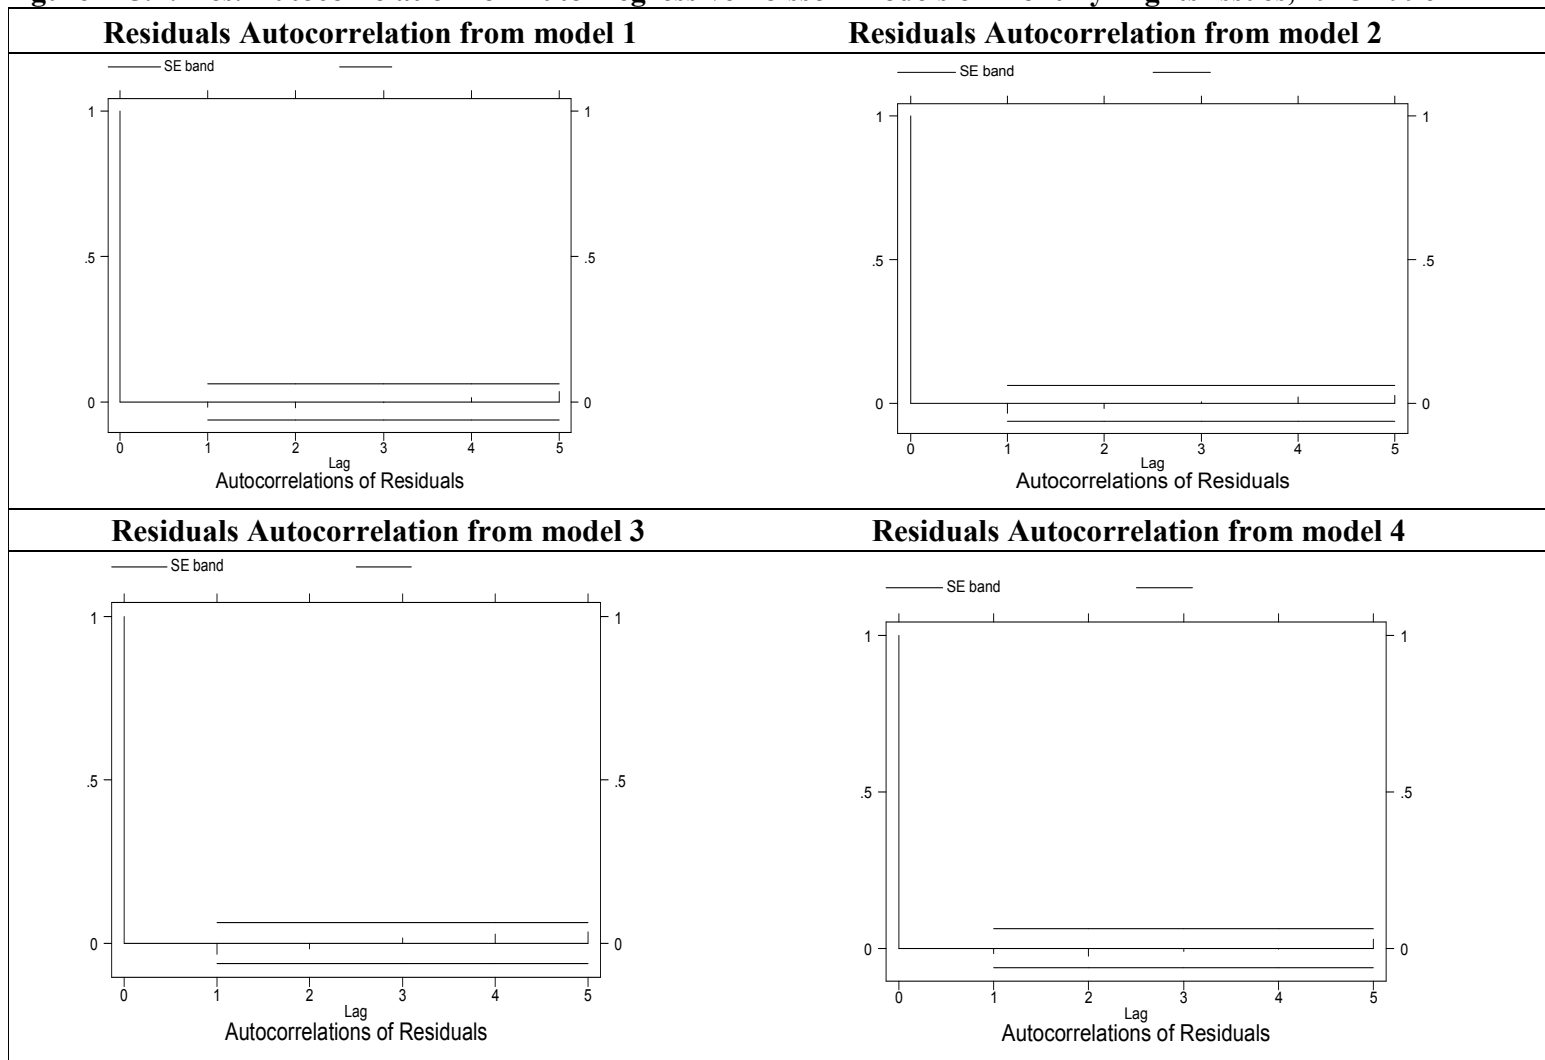 Residuals Autocorrelation from model 1
Residuals Autocorrelation from model 2
SE band
1
.5
0
1
.5
0
0 1 2 3 4 5
Lag
Autocorrelations of Residuals
SE band
1
.5
0
1
.5
0
0 1 2 3 4 5
Lag
Autocorrelations of Residuals
Residuals Autocorrelation from model 3
Residuals Autocorrelation from model 4
SE band
1
.5
0
1
.5
0
0 1 2 3 4 5
Lag
Autocorrelations of Residuals
SE band
1
.5
0
1
.5
0
0 1 2 3 4 5
Lag
Autocorrelations of Residuals